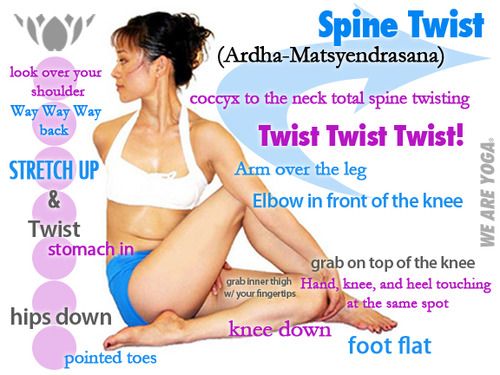 Spine Twist
(Ardha-Matsyendrasana)
look over your
shoulder
Way Way Way
back
coccyx to the neck total spine twisting
Twist Twist Twist!
STRETCH UP
&
Twist
Arm over the leg
Elbow in front of the knee
stomach in
grab on top of the knee
grab inner thigh
w/ your fingertips
Hand, knee, and heel touching
at the same spot
hips down
knee down
foot flat
pointed toes
WE ARE YOGA®